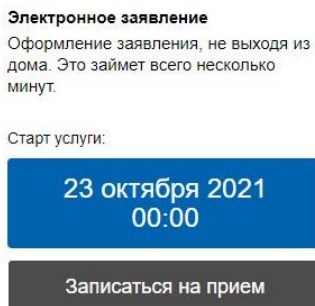 Электронное заявление
Оформление заявления, не выходя из
дома. Это займет всего несколько
минут.
Старт услуги:
23 октября 2021
00:00
Записаться на прием